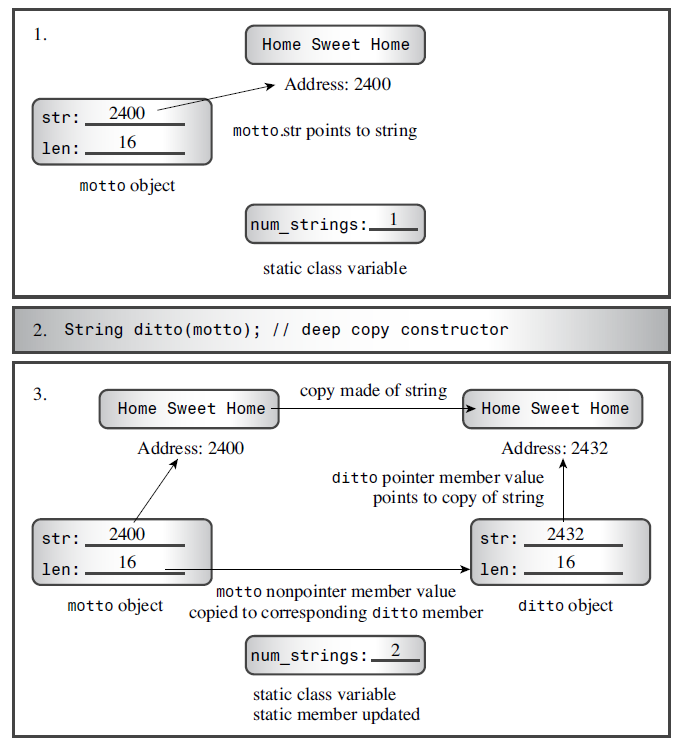 1.
Home Sweet Home
Address: 2400
str: 2400
len: 16
motto.str points to string
motto object
num_strings: 1
static class variable
2. String ditto(motto); // deep copy constructor
3.
Home Sweet Home
copy made of string
Home Sweet Home
Address: 2400
Address: 2432
ditto pointer member value
points to copy of string
str: 2400
len: 16
motto object
str: 2432
len: 16
ditto object
motto nonpointer member value
copied to corresponding ditto member
num_strings: 2
static class variable
static member updated